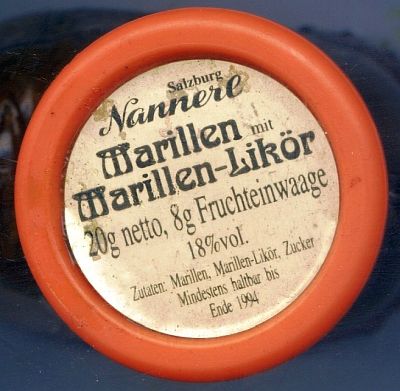 Salzburg
Nannerl
Marillen mit
Marillen-Likör
20g netto, 8g Fruchteinwaage
18%vol.
Zutaten: Marillen, Marillen-Likör, Zucker
Mindestens haltbar bis
Ende 1994